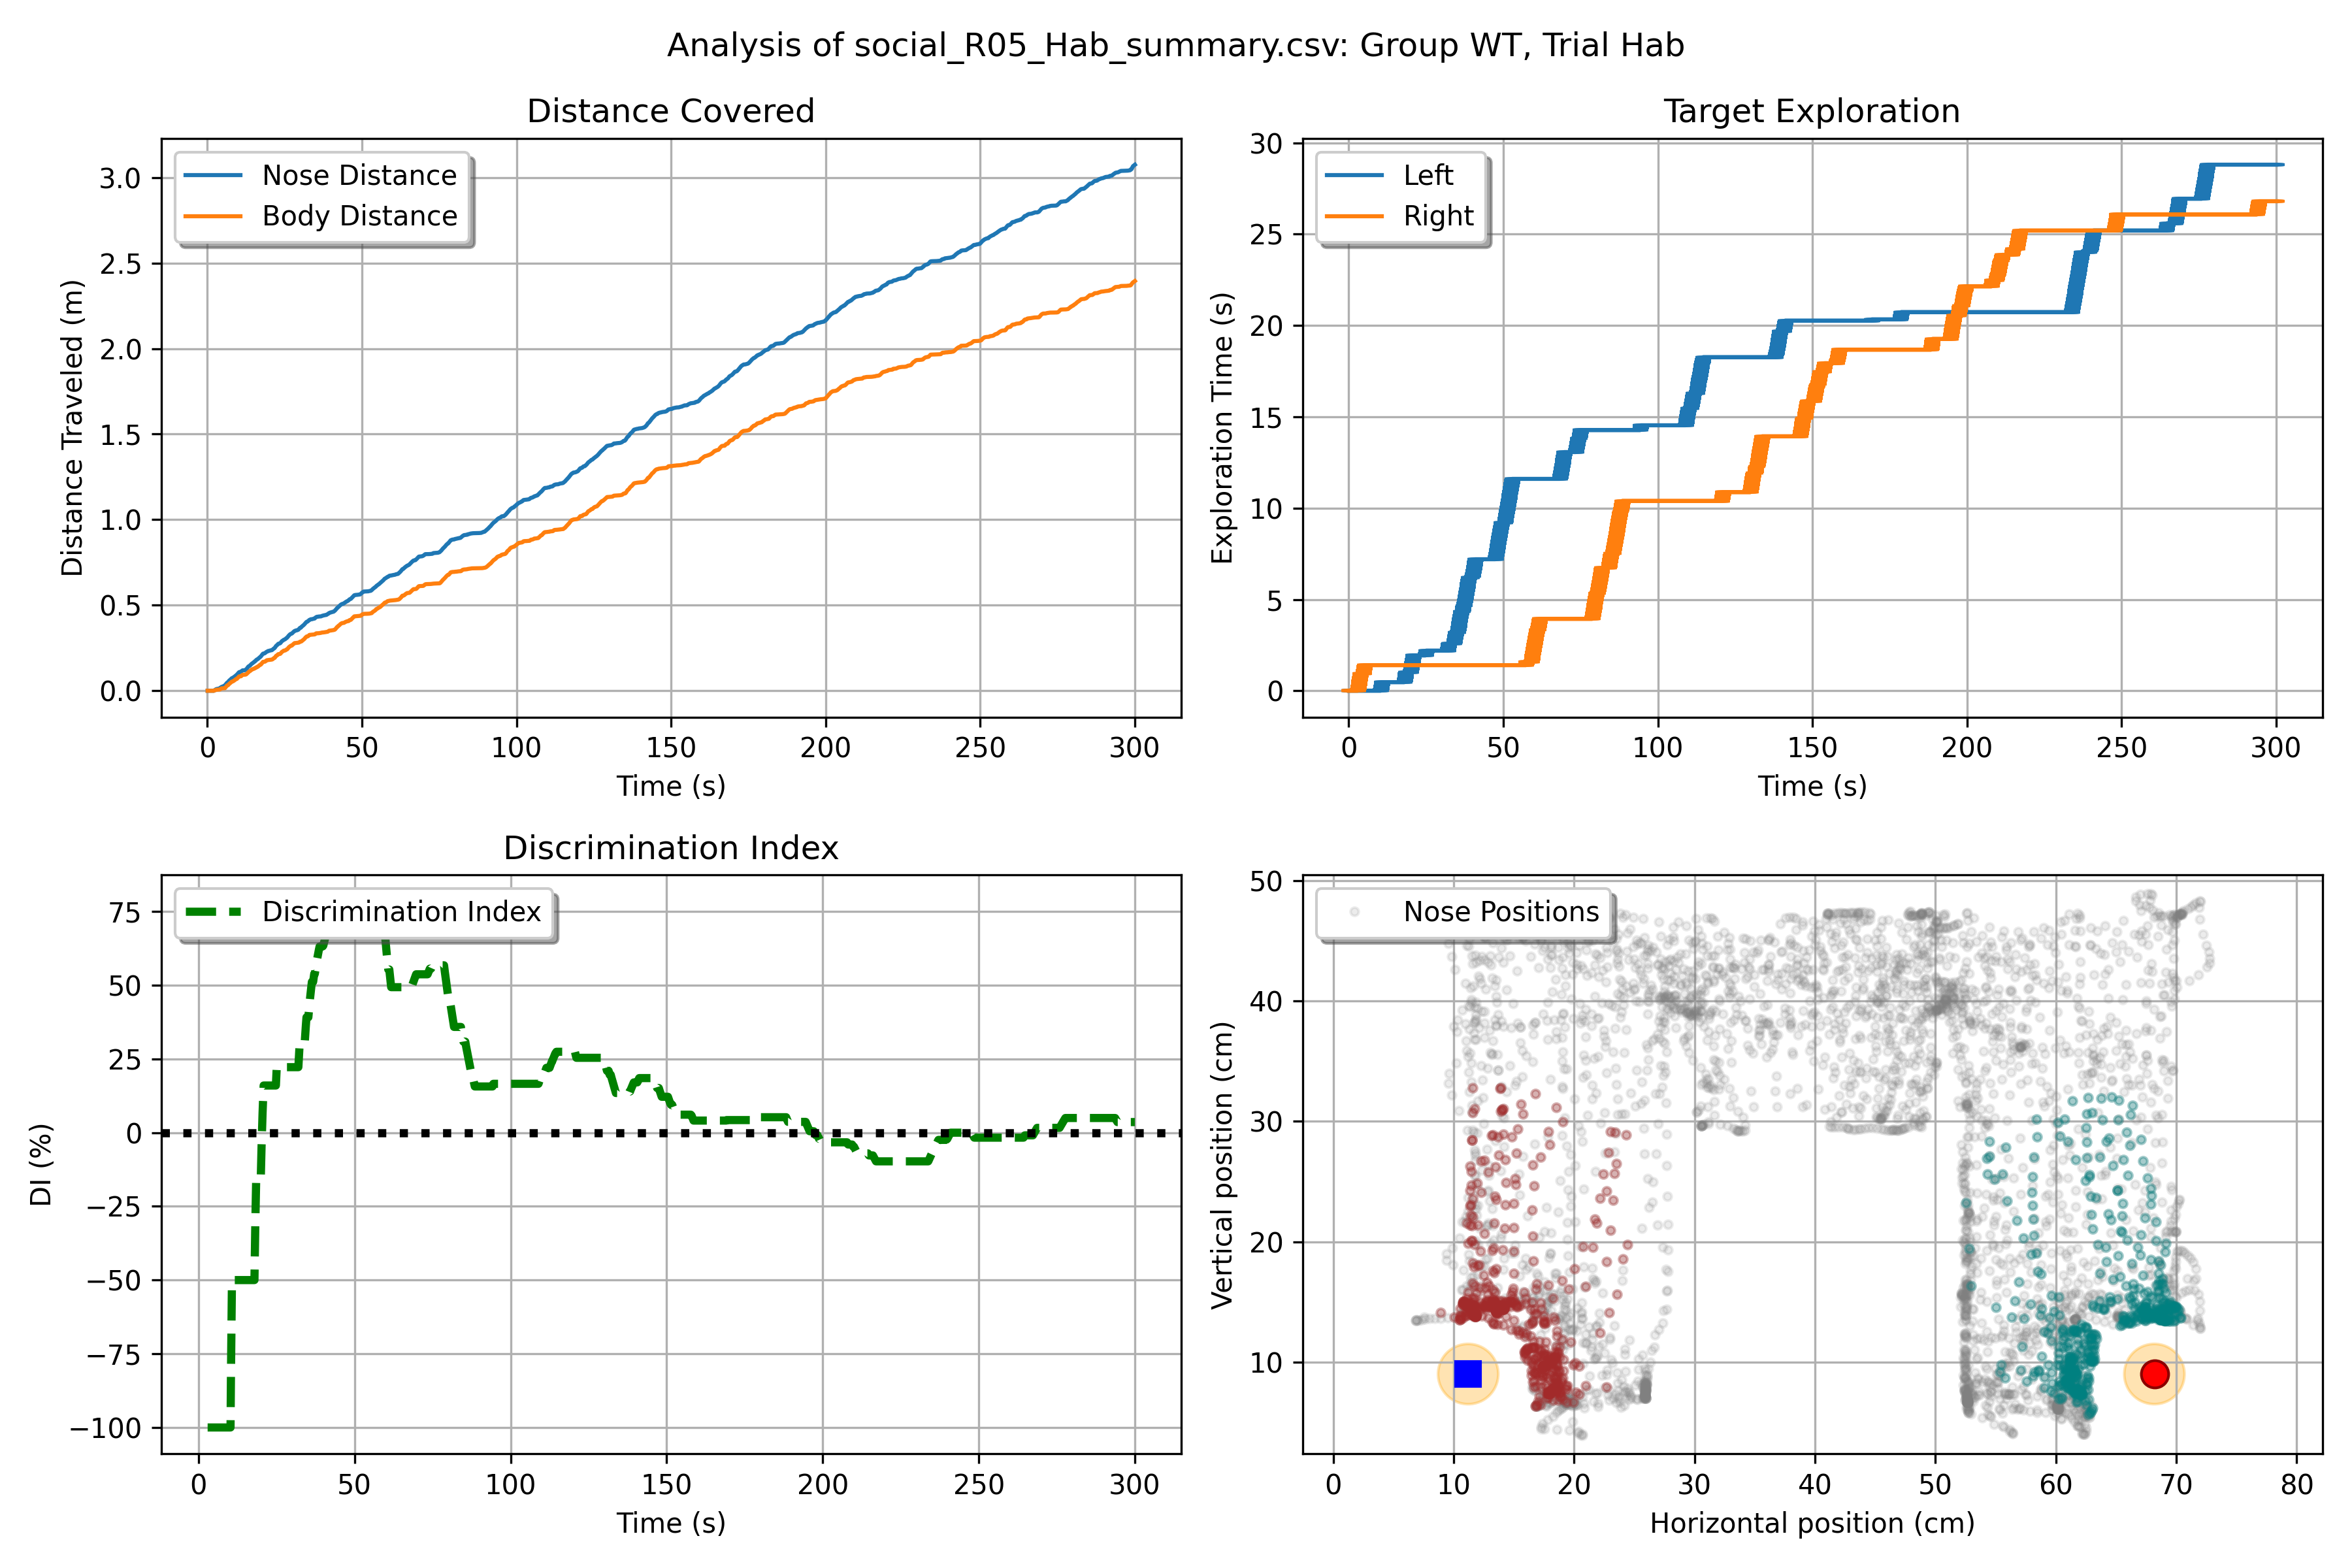 Analysis of social_R05_Hab_summary.csv: Group WT, Trial Hab
Distance Covered
Nose Distance
Body Distance
Distance Traveled (m)
3.0
2.5
2.0
1.5
1.0
0.5
0.0
0 50 100 150 200 250 300
Time (s)
Target Exploration
Left
Right
Exploration Time (s)
30
25
20
15
10
5
0
0 50 100 150 200 250 300
Time (s)
Discrimination Index
Discrimination Index
DI (%)
75
50
25
0
−25
−50
−75
−100
0 50 100 150 200 250 300
Time (s)
Nose Positions
Vertical position (cm)
50
40
30
20
10
0 10 20 30 40 50 60 70 80
Horizontal position (cm)